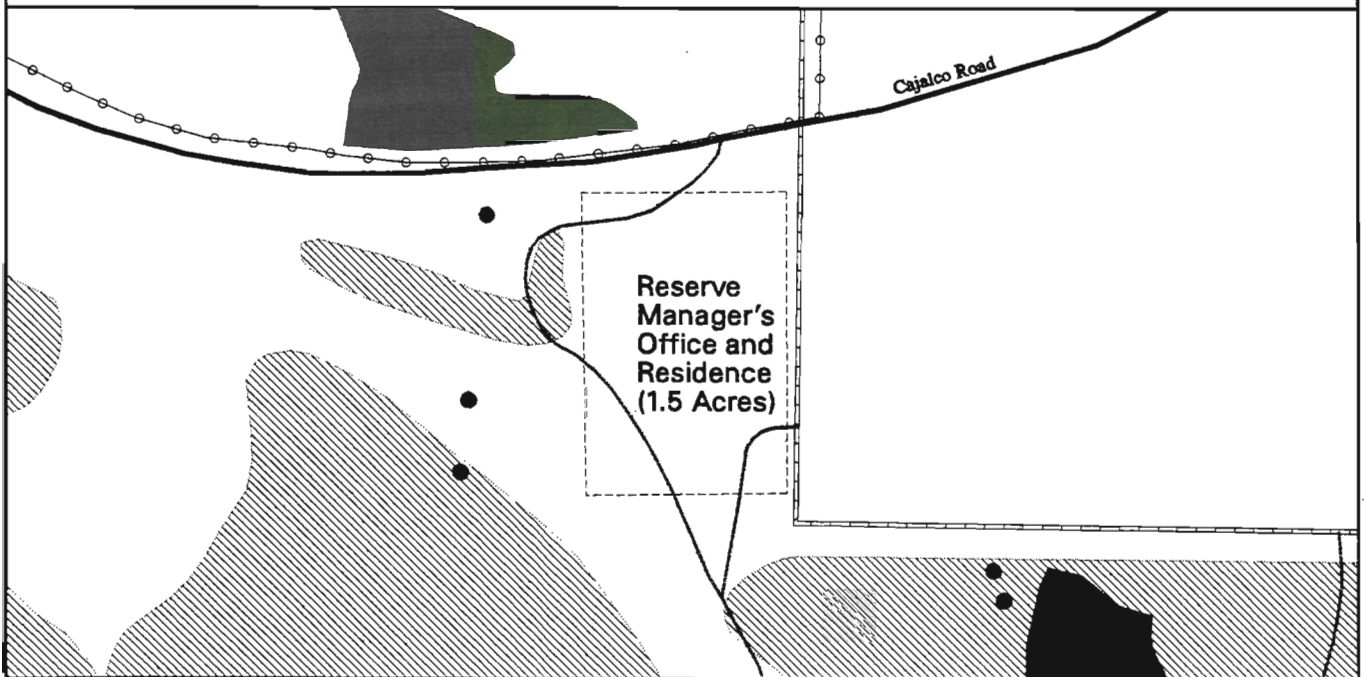 Cajalco Road
Reserve
Manager's
Office and
Residence
(1.5 Acres)